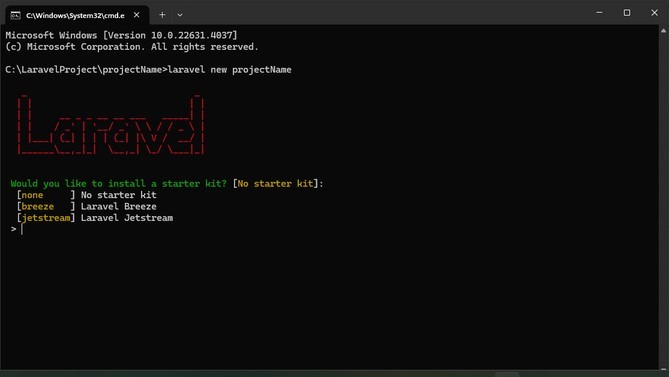 C:\Windows\System32\cmd.e
Microsoft Windows [Version 10.0.22631.4037]
(c) Microsoft Corporation. All rights reserved.
C:\LaravelProject\projectName>laravel new projectName
Laravel
Would you like to install a starter kit? [No starter kit]:
[none     ] No starter kit
[breeze   ] Laravel Breeze
[jetstream] Laravel Jetstream
>